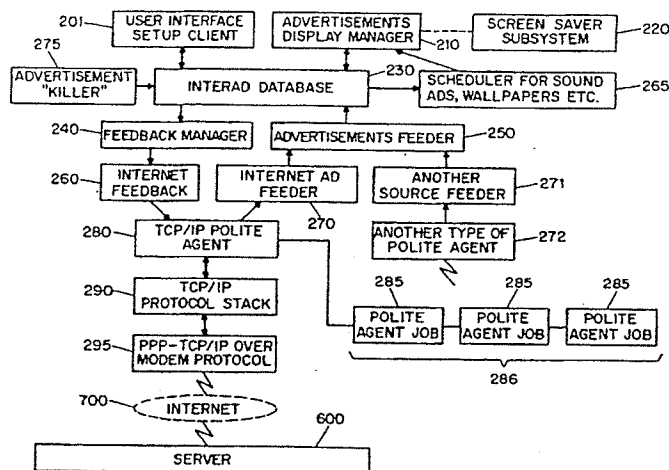 201
USER INTERFACE
SETUP CLIENT
ADVERTISEMENTS
DISPLAY MANAGER
210
SCREEN SAVER
SUBSYSTEM
220
275
ADVERTISEMENT
"KILLER"
INTERAD DATABASE
230
SCHEDULER FOR SOUND
ADS, WALLPAPERS ETC.
265
240
FEEDBACK MANAGER
ADVERTISEMENTS FEEDER
250
260
INTERNET
FEEDBACK
INTERNET AD
FEEDER
270
ANOTHER
SOURCE FEEDER
271
280
TCP/IP POLITE
AGENT
ANOTHER TYPE OF
POLITE AGENT
272
290
TCP/IP
PROTOCOL STACK
285
285
285
POLITE
AGENT JOB
POLITE
AGENT JOB
POLITE
AGENT JOB
286
295
PPP-TCP/IP OVER
MODEM PROTOCOL
700
INTERNET
600
SERVER